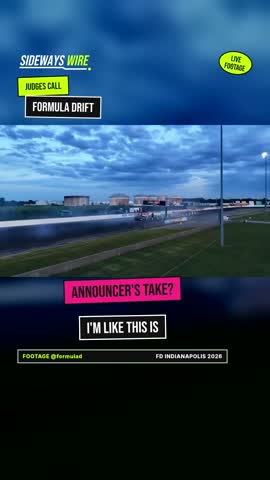 SIDEWAYS WIRE.
LIVE
FOOTAGE
JUDGES CALL
FORMULA DRIFT
ANNOUNCER'S TAKE?
I'M LIKE THIS IS
FOOTAGE @formulad
FD INDIANAPOLIS 2026